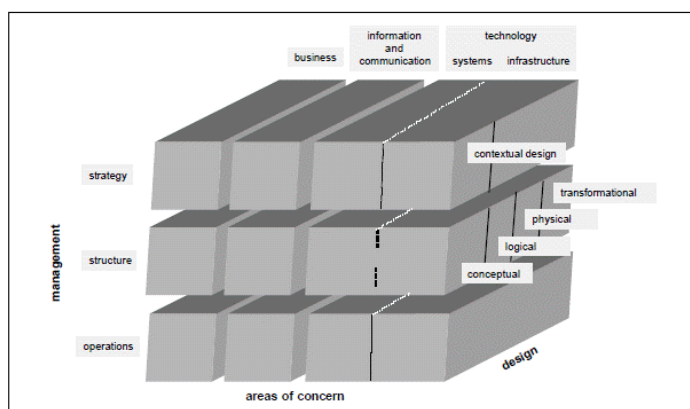 information
and
communication
technology
business
systems
infrastructure
contextual design
strategy
transformational
physical
logical
structure
conceptual
management
operations
design
areas of concern